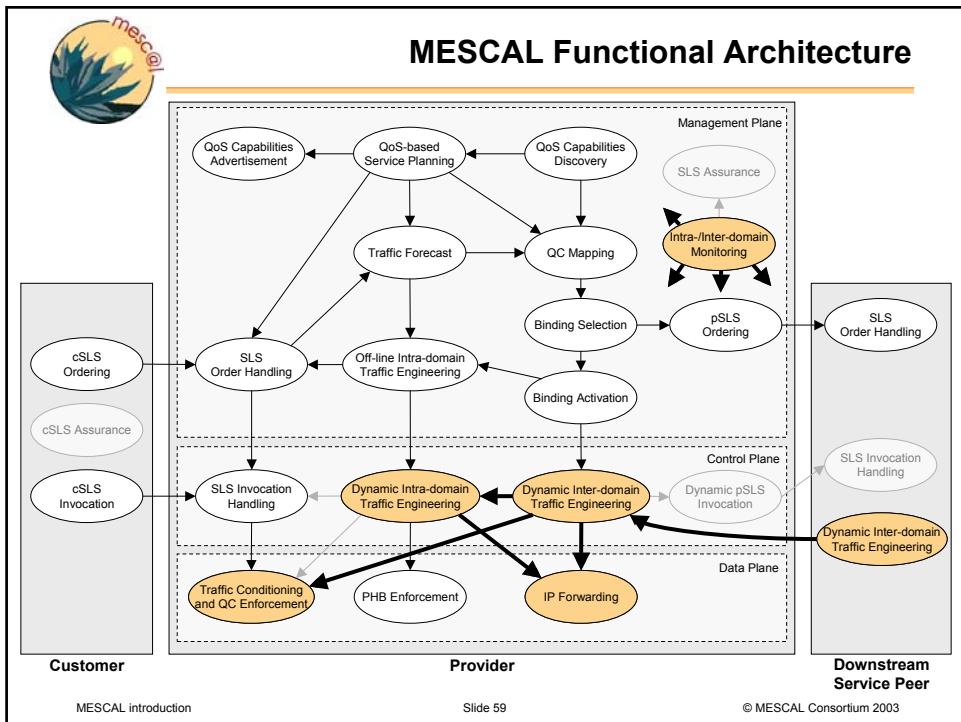 mesc@l
MESCAL Functional Architecture
Management Plane
QoS Capabilities
Advertisement
QoS-based
Service Planning
QoS Capabilities
Discovery
SLS Assurance
Traffic Forecast
QC Mapping
Intra-/Inter-domain
Monitoring
Binding Selection
pSLS
Ordering
SLS
Order Handling
cSLS
Ordering
SLS
Order Handling
Off-line Intra-domain
Traffic Engineering
Binding Activation
cSLS Assurance
Control Plane
SLS Invocation
Handling
cSLS
Invocation
SLS Invocation
Handling
Dynamic Intra-domain
Traffic Engineering
Dynamic Inter-domain
Traffic Engineering
Dynamic pSLS
Invocation
Dynamic Inter-domain
Traffic Engineering
Data Plane
Traffic Conditioning
and QC Enforcement
PHB Enforcement
IP Forwarding
Customer
Provider
Downstream
Service Peer
MESCAL introduction
Slide 59
© MESCAL Consortium 2003